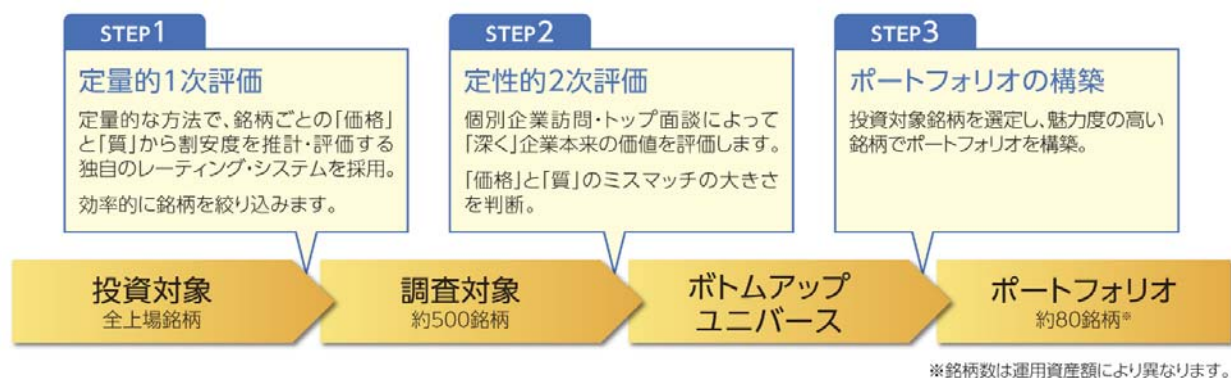 STEP1
定量的1次評価
定量的な方法で、銘柄ごとの「価格」
と「質」から割安度を推計・評価する
独自のレーティング・システムを採用。
効率的に銘柄を絞り込みます。
STEP2
定性的2次評価
個別企業訪問・トップ面談によって
「深く」企業本来の価値を評価します。
「価格」と「質」のミスマッチの大きさ
を判断。
STEP3
ポートフォリオの構築
投資対象銘柄を選定し、魅力度の高い
銘柄でポートフォリオを構築。
投資対象
全上場銘柄
調査対象
約500銘柄
ボトムアップ
ユニバース
ポートフォリオ
約80銘柄※
※銘柄数は運用資産額により異なります。